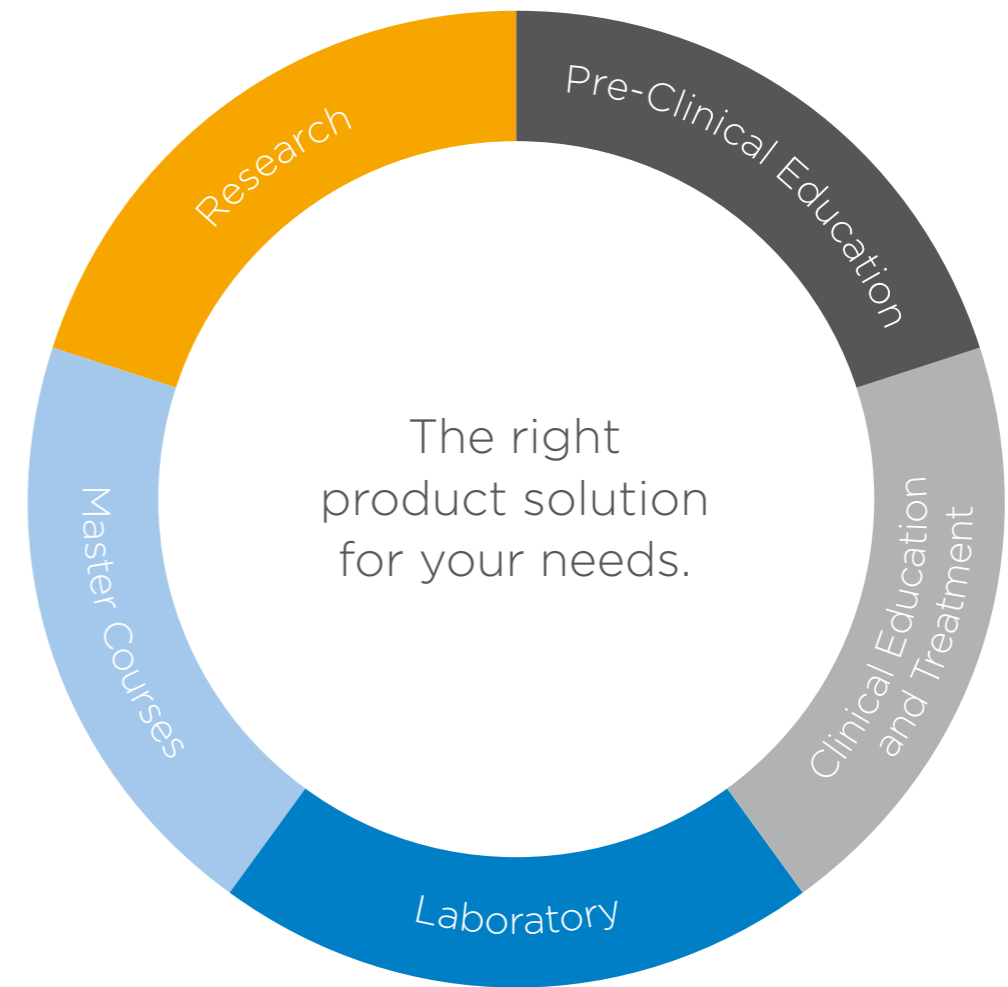 Pre-Clinical Education
Clinical Education
and Treatment
Laboratory
Master Courses
Research
The right
product solution
for your needs.